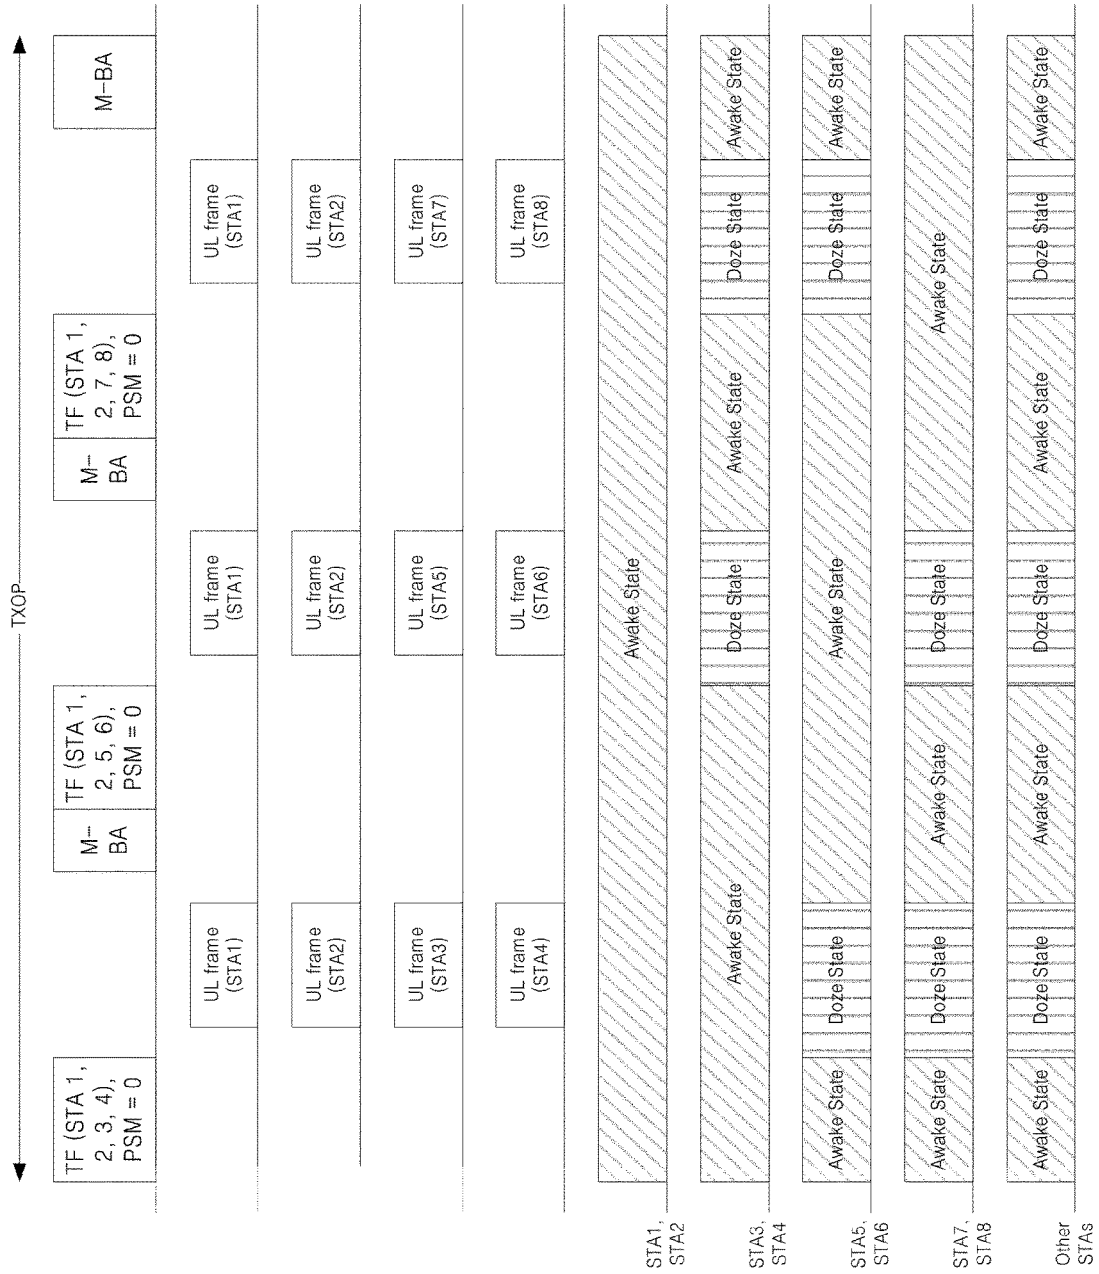 TXOP
TF (STA 1,
2, 3, 4),
PSM = 0
M-
BA
TF (STA 1,
2, 5, 6),
PSM = 0
M-
BA
TF (STA 1,
2, 7, 8),
PSM = 0
M-BA
UL frame
(STA1)
UL frame
(STA1)
UL frame
(STA1)
UL frame
(STA2)
UL frame
(STA2)
UL frame
(STA2)
UL frame
(STA3)
UL frame
(STA5)
UL frame
(STA7)
UL frame
(STA4)
UL frame
(STA6)
UL frame
(STA8)
STA1,
STA2
Awake State
STA3,
STA4
Awake State
Doze State
Awake State
Doze State
Awake State
STA5,
STA6
Awake State
Doze State
Awake State
Doze State
Awake State
STA7,
STA8
Awake State
Doze State
Awake State
Doze State
Awake State
Other
STAs
Awake State
Doze State
Awake State
Doze State
Awake State
Doze State
Awake State